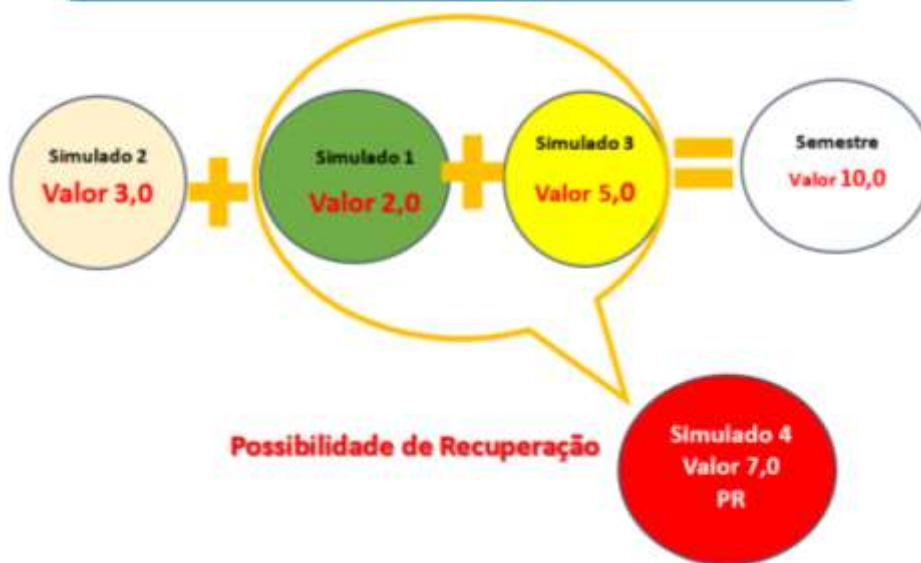 Simulado 2
Valor 3,0
Simulado 1
Valor 2,0
Simulado 3
Valor 5,0
Semestre
Valor 10,0
Possibilidade de Recuperação
Simulado 4
Valor 7,0
PR